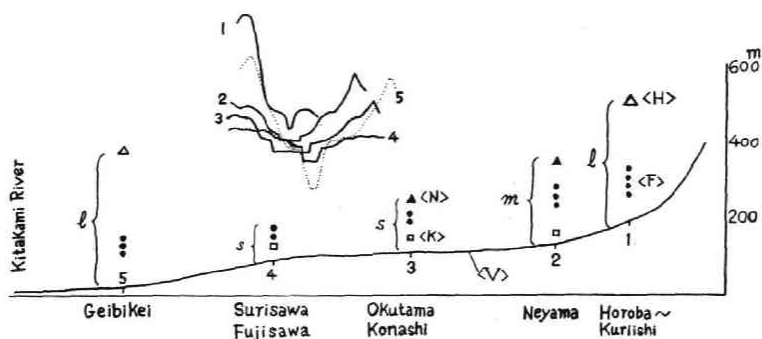 1
2
3
5
4
m
600
400
200
Kitakami River
l
s
s
<N>
<K>
m
l
<H>
<F>
<V>
5
4
3
2
1
Geibikei
Surisawa
Fujisawa
Okutama
Konashi
Neyama
Horoba~
Kuriishi